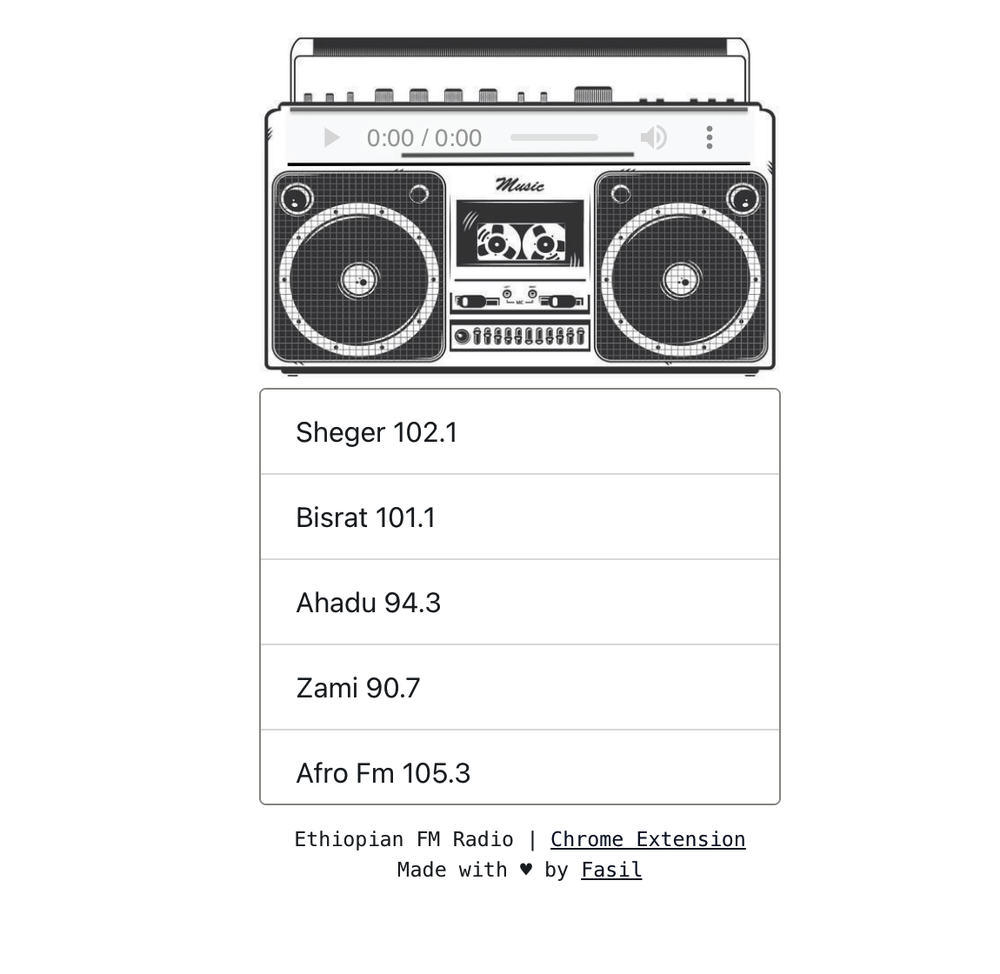 0:00 / 0:00
Music
MIC
Sheger 102.1
Bisrat 101.1
Ahadu 94.3
Zami 90.7
Afro Fm 105.3
Ethiopian FM Radio | Chrome Extension
Made with ♥ by Fasil